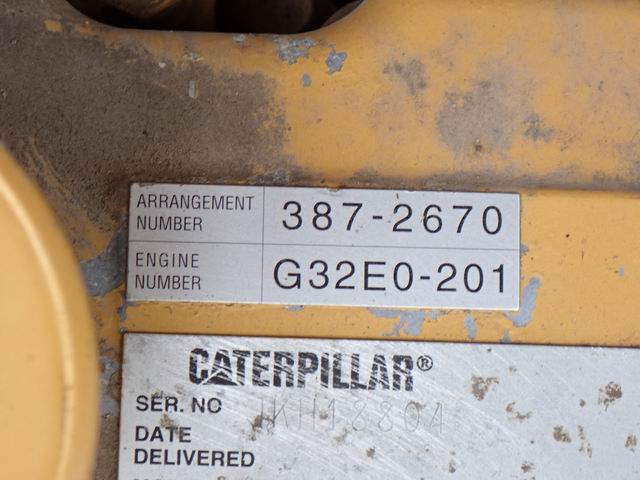 ARRANGEMENT NUMBER 387-2670
ENGINE NUMBER G32E0-201
CATERPILLAR®
SER. NO
DATE
DELIVERED